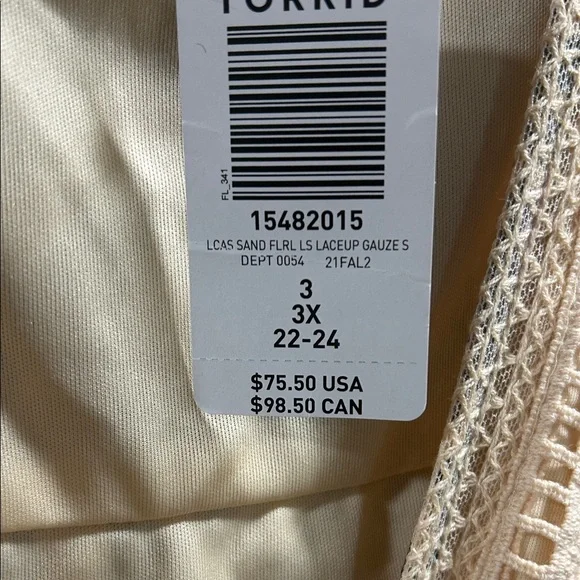 TORRID
FL_341
15482015
LCAS SAND FLRL LS LACEUP GAUZE S
DEPT 0054 21FAL2
3
3X
22-24
$75.50 USA
$98.50 CAN